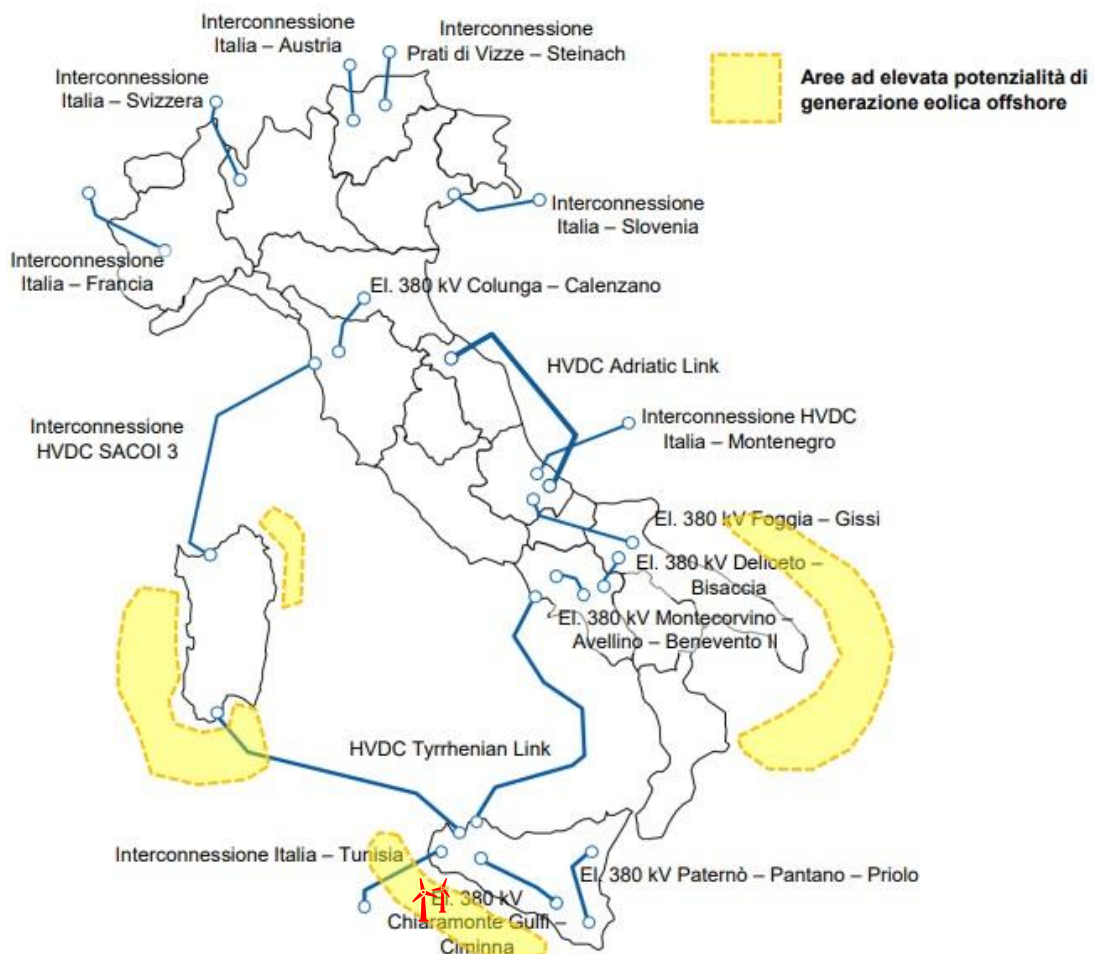 Interconnessione
Italia – Austria
Interconnessione
Prati di Vizze – Steinach
Interconnessione
Italia – Svizzera
Aree ad elevata potenzialità di
generazione eolica offshore
Interconnessione
Italia – Slovenia
Interconnessione
Italia – Francia
El. 380 kV Colunga – Calenzano
HVDC Adriatic Link
Interconnessione HVDC
Italia – Montenegro
Interconnessione
HVDC SACOI 3
El. 380 kV Foggia – Gissi
El. 380 kV Deliceto –
Bisaccia
El. 380 kV Montecorvino –
Avellino – Benevento II
HVDC Tyrrhenian Link
Interconnessione Italia – Tunisia
El. 380 kV Paternò – Pantano – Priolo
El. 380 kV
Chiaramonte Gulfi –
Ciminna